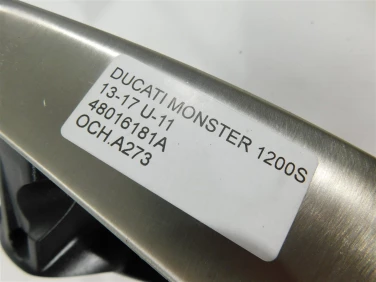 DUCATI MONSTER 1200S
13-17 U-11
48016181A
OCH.A273